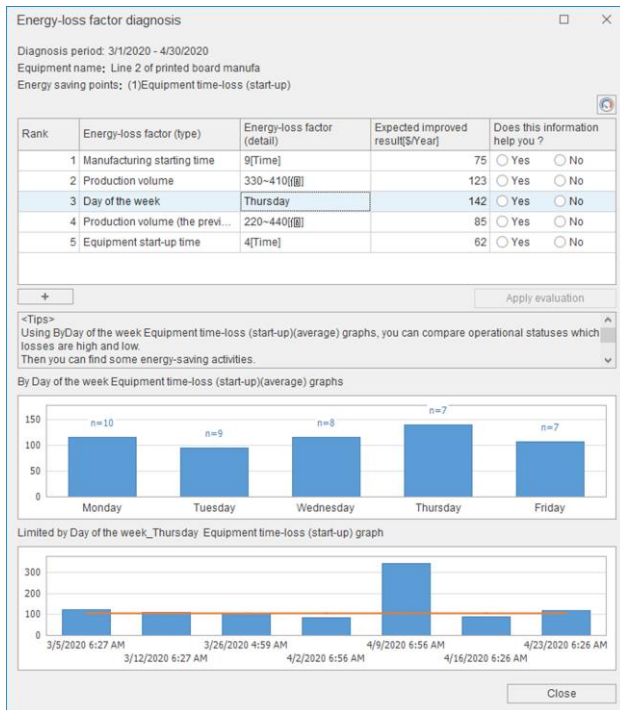 Energy-loss factor diagnosis
Diagnosis period: 3/1/2020 - 4/30/2020
Equipment name: Line 2 of printed board manufa
Energy saving points: (1)Equipment time-loss (start-up)
Rank Energy-loss factor (type) Energy-loss factor (detail) Expected improved result[$/Year] Does this information help you ?
1 Manufacturing starting time 9[Time] 75 Yes No
2 Production volume 330~410 123 Yes No
3 Day of the week Thursday 142 Yes No
4 Production volume (the previ... 220~440 85 Yes No
5 Equipment start-up time 4[Time] 62 Yes No
+ Apply evaluation
<Tips>
Using ByDay of the week Equipment time-loss (start-up)(average) graphs, you can compare operational statuses which
losses are high and low.
Then you can find some energy-saving activities.
By Day of the week Equipment time-loss (start-up)(average) graphs
150
100
50
0
n=10 n=9 n=8 n=7 n=7
Monday Tuesday Wednesday Thursday Friday
Limited by Day of the week_Thursday Equipment time-loss (start-up) graph
300
200
100
0
3/5/2020 6:27 AM 3/26/2020 4:59 AM 4/9/2020 6:56 AM 4/23/2020 6:26 AM
3/12/2020 6:27 AM 4/2/2020 6:56 AM 4/16/2020 6:26 AM
Close